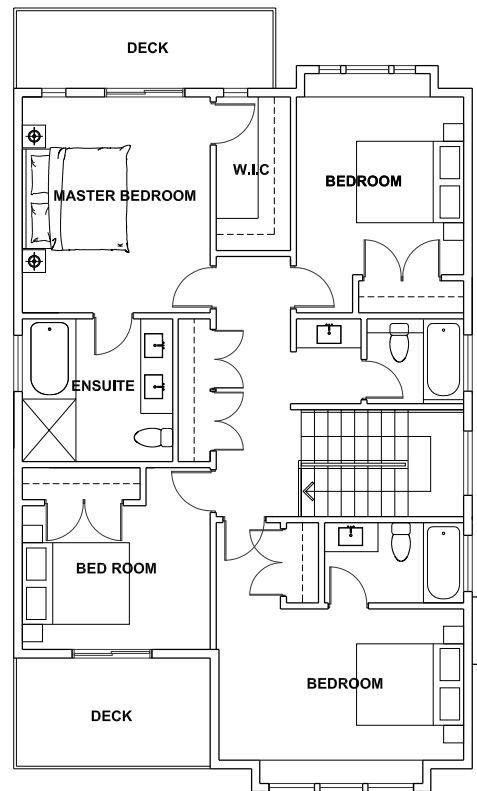 DECK
W.I.C
MASTER BEDROOM
BEDROOM
ENSUITE
BED ROOM
BEDROOM
DECK